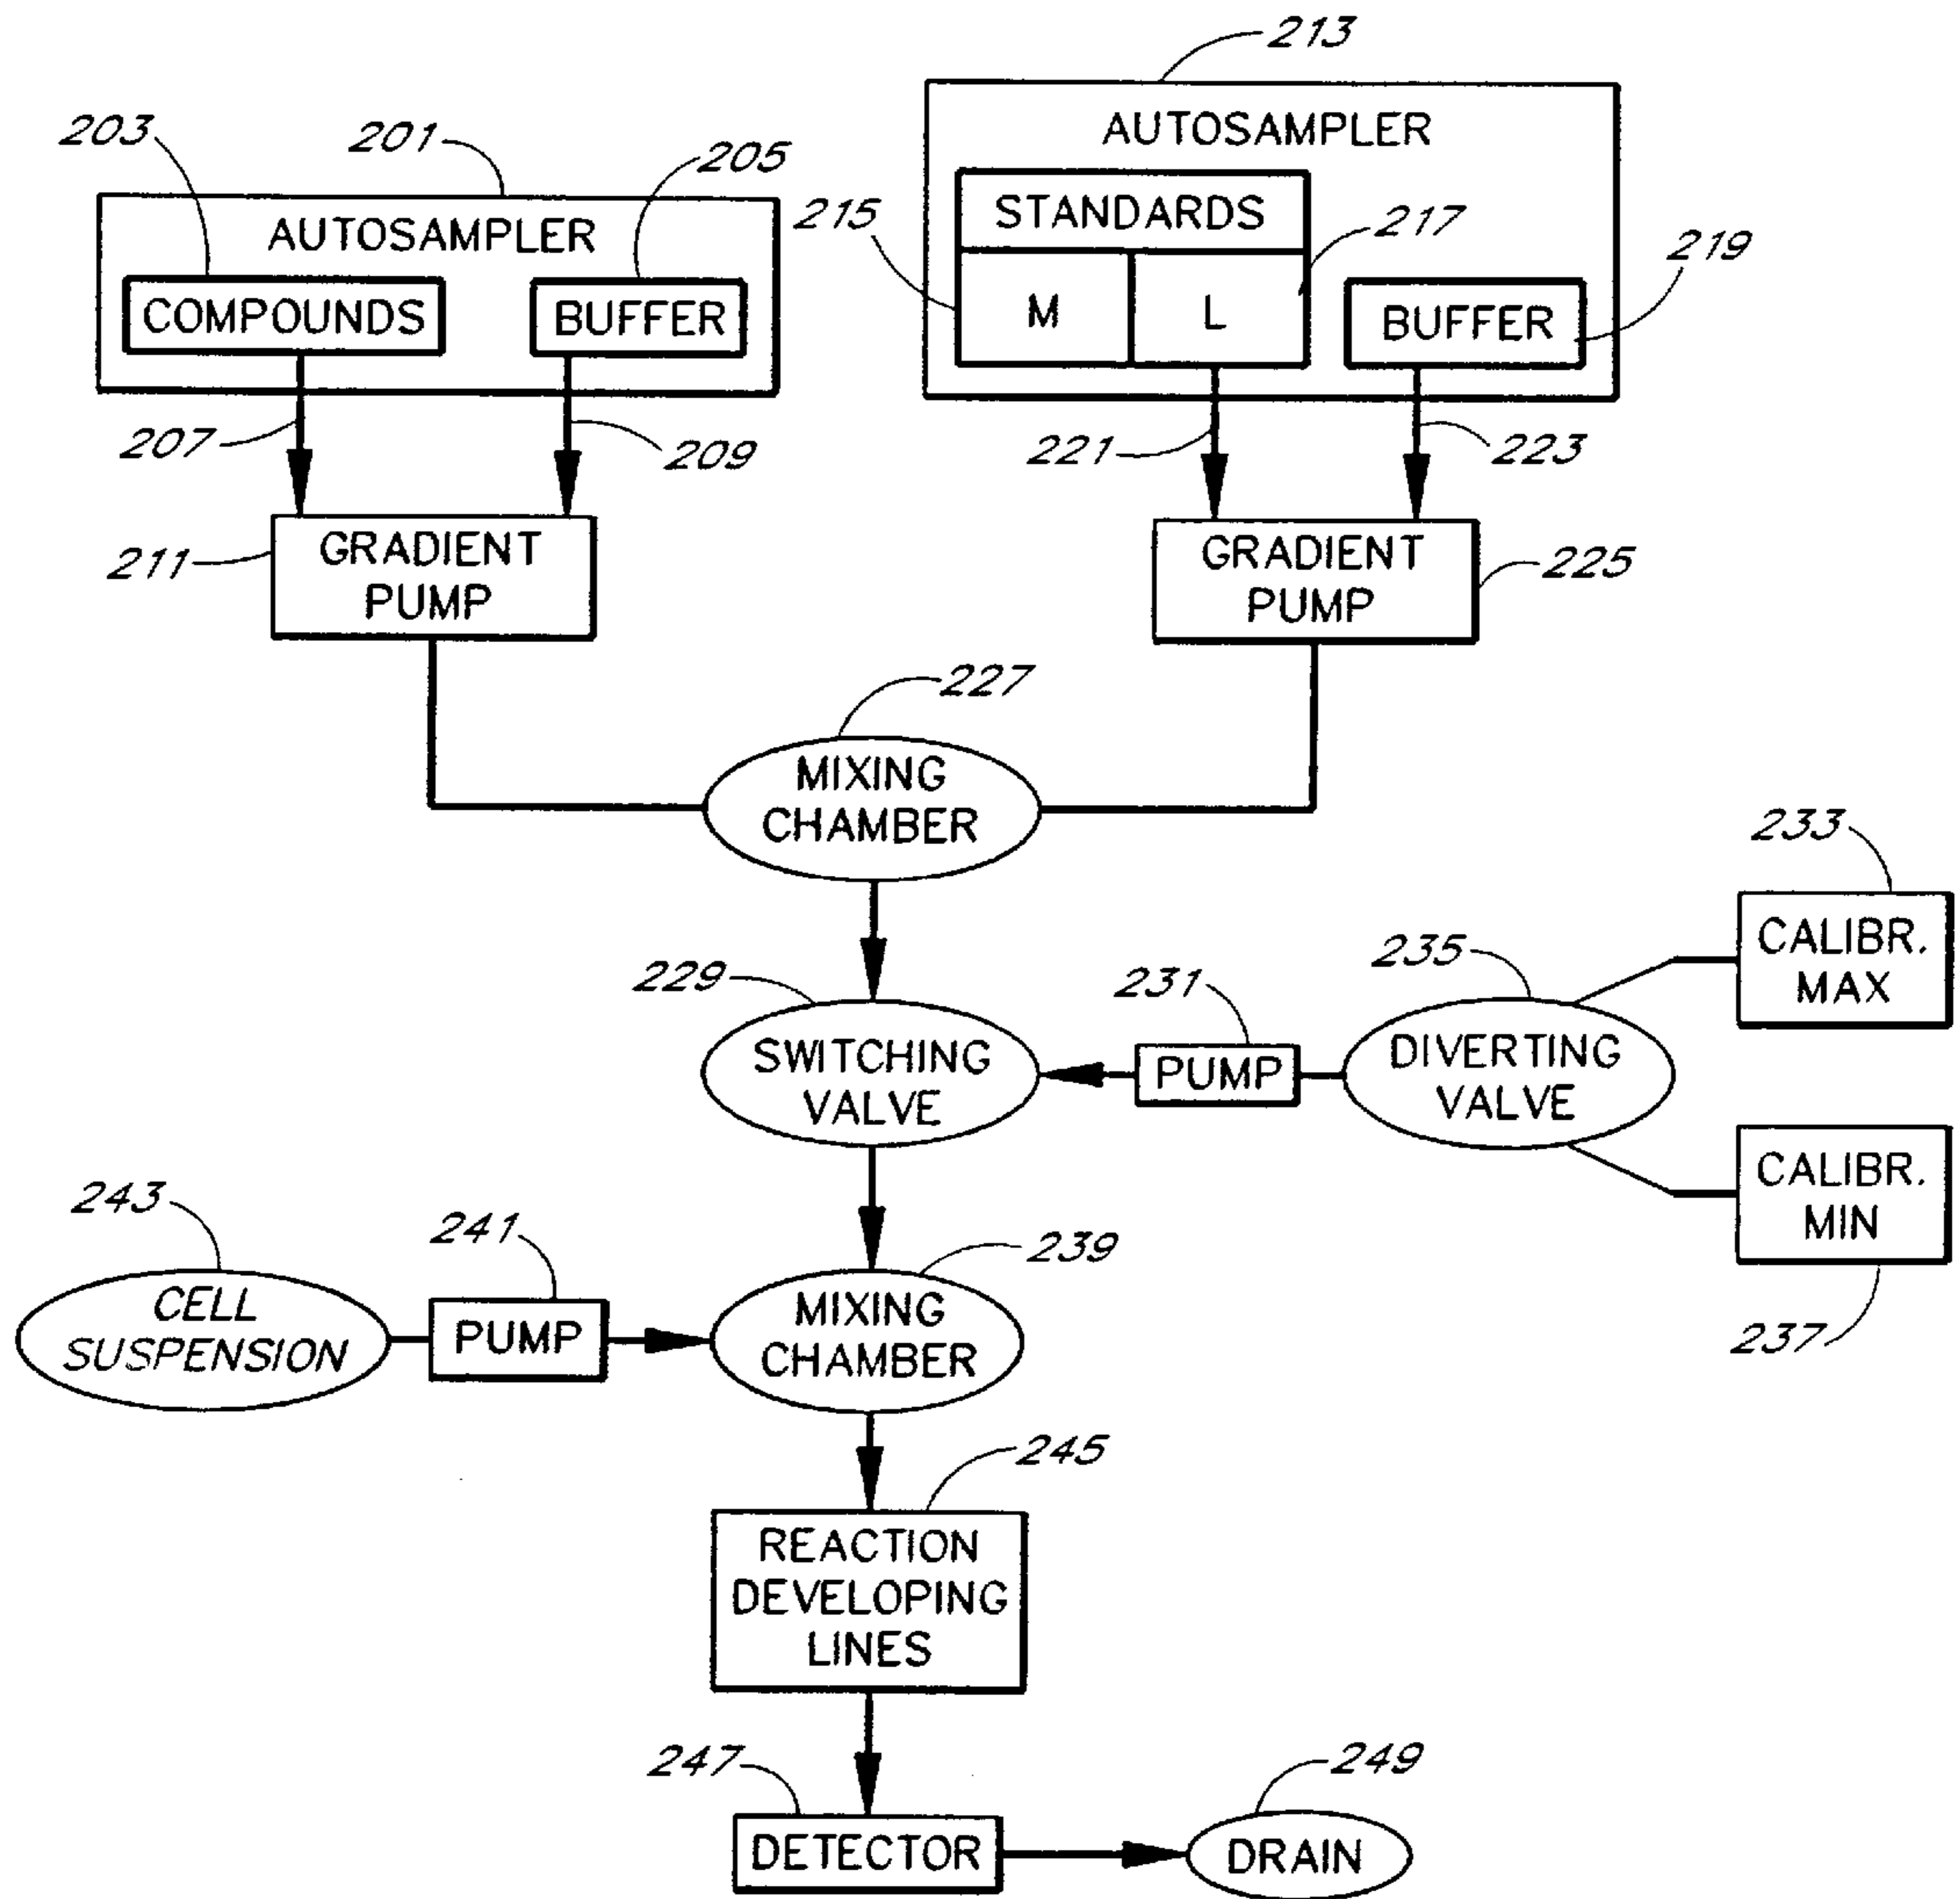 213
AUTOSAMPLER
203
201
205
215
STANDARDS
217
219
AUTOSAMPLER
COMPOUNDS
BUFFER
M
L
BUFFER
207
209
221
223
211
GRADIENT
PUMP
GRADIENT
PUMP
225
227
MIXING
CHAMBER
233
CALIBR.
MAX
229
231
235
SWITCHING
VALVE
PUMP
DIVERTING
VALVE
CALIBR.
MIN
237
243
241
239
CELL
SUSPENSION
PUMP
MIXING
CHAMBER
245
REACTION
DEVELOPING
LINES
247
249
DETECTOR
DRAIN